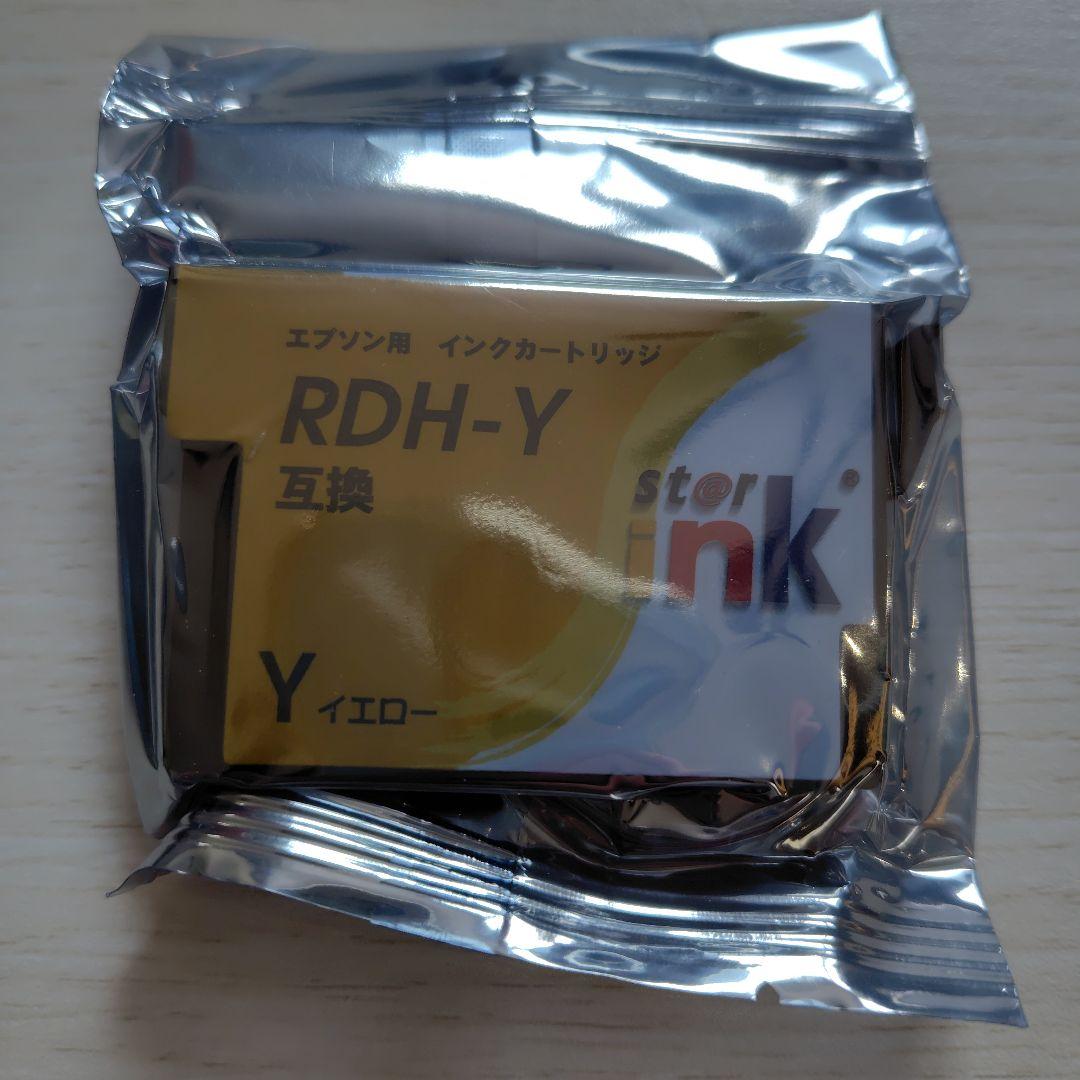 エプソン用 インクカートリッジ
RDH-Y
互換
st@r
ink
®
Y イエロー